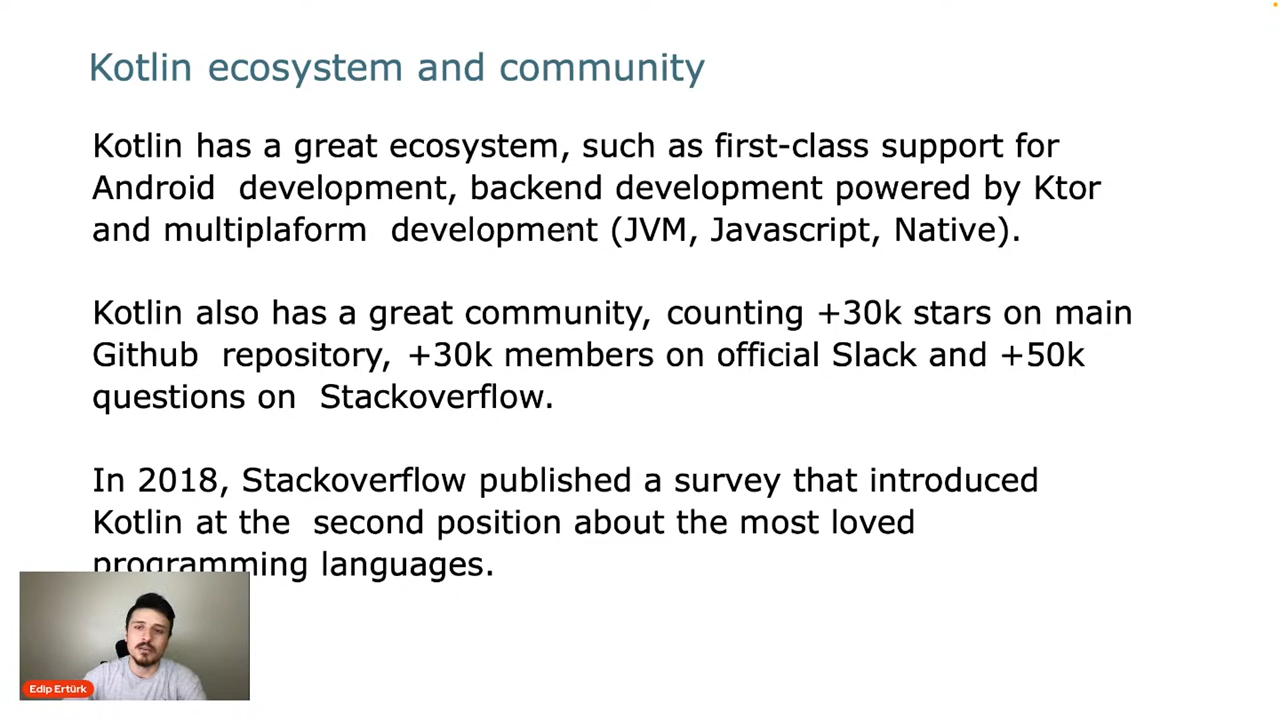 Kotlin ecosystem and community
Kotlin has a great ecosystem, such as first-class support for
Android development, backend development powered by Ktor
and multiplaform development (JVM, Javascript, Native).
Kotlin also has a great community, counting +30k stars on main
Github repository, +30k members on official Slack and +50k
questions on Stackoverflow.
In 2018, Stackoverflow published a survey that introduced
Kotlin at the second position about the most loved
programming languages.
Edip Ertürk